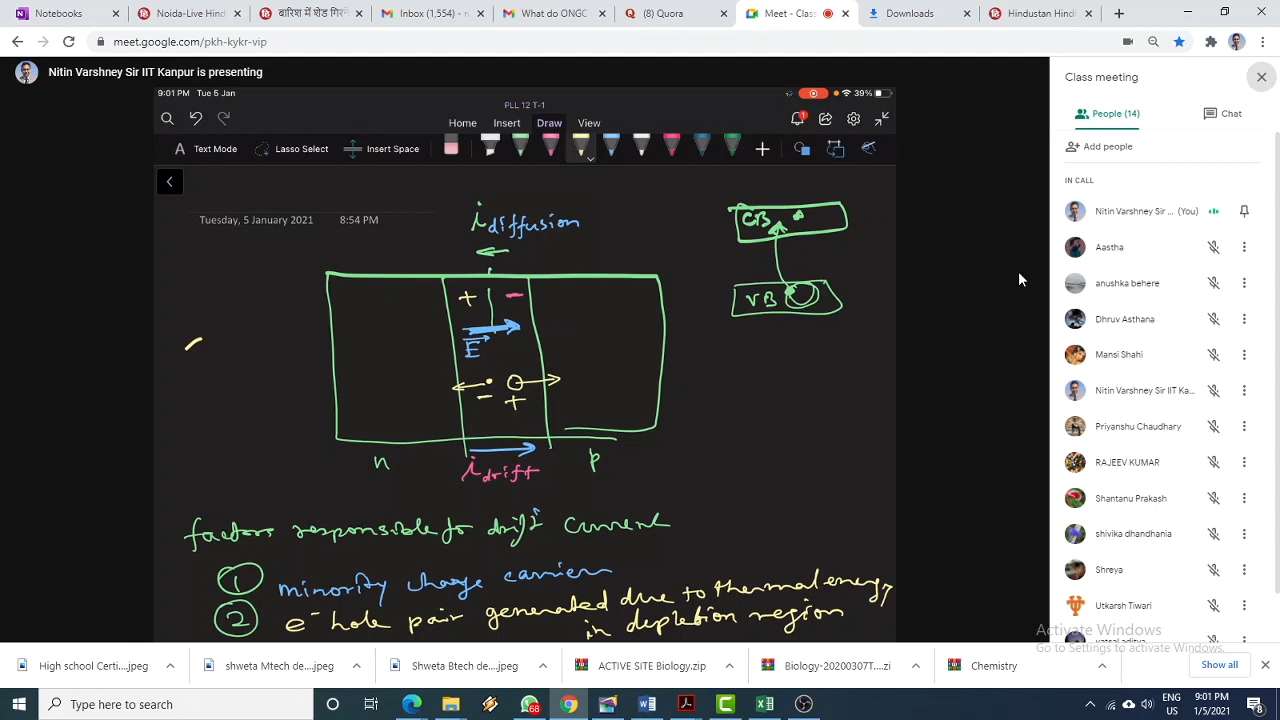 Notebooks
Noida-Live Hind
बारिश में छोड़ गि
Inbox (1,554) - n
What do ONGC
(8) Quora
Meet - Class
Downloads
Hindustan Hindi
meet.google.com/pkh-kykr-vip
Nitin Varshney Sir IIT Kanpur is presenting
9:01 PM Tue 5 Jan
39%
PLL 12 T-1
Home Insert Draw View
1
A Text Mode Lasso Select Insert Space
Tuesday, 5 January 2021 8:54 PM
i diffusion
CB
VB
+ -
E
- +
n i drift p
factors responsible for drift current
1 minority charge carriers
2 e- hole pair generated due to thermal energy
in depletion region
Class meeting
People (14) Chat
Add people
IN CALL
Nitin Varshney Sir ... (You)
Aastha
anushka behere
Dhruv Asthana
Mansi Shahi
Nitin Varshney Sir IIT Ka...
Priyanshu Chaudhary
RAJEEV KUMAR
Shantanu Prakash
shivika dhandhania
Shreya
Utkarsh Tiwari
vatsal aditya
Activate Windows
Go to Settings to activate Windows.
High school Certi....jpeg
shweta Mtech de....jpeg
Shweta Btech de....jpeg
ACTIVE SITE Biology.zip
Biology-20200307T....zi
Chemistry
Show all
Type here to search
68
ENG
US
9:01 PM
1/5/2021
8